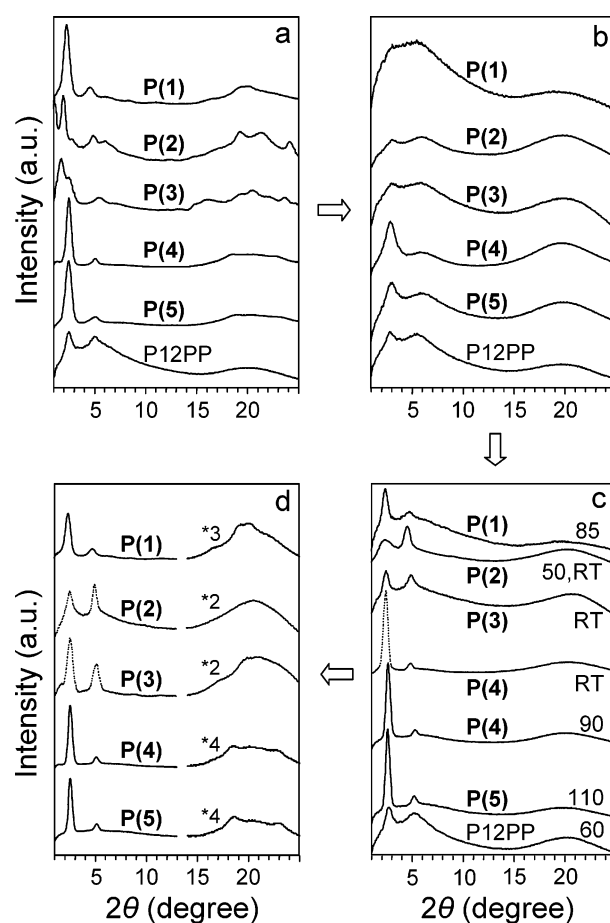 a
P(1)
P(2)
P(3)
P(4)
P(5)
P12PP
Intensity (a.u.)
5 10 15 20
b
P(1)
P(2)
P(3)
P(4)
P(5)
P12PP
5 10 15 20
d
P(1) *3
P(2) *2
P(3) *2
P(4) *4
P(5) *4
Intensity (a.u.)
5 10 15 20
2θ (degree)
c
P(1) 85
P(2) 50,RT
P(3) RT
P(4) RT
P(4) 90
P(5) 110
P12PP 60
5 10 15 20
2θ (degree)